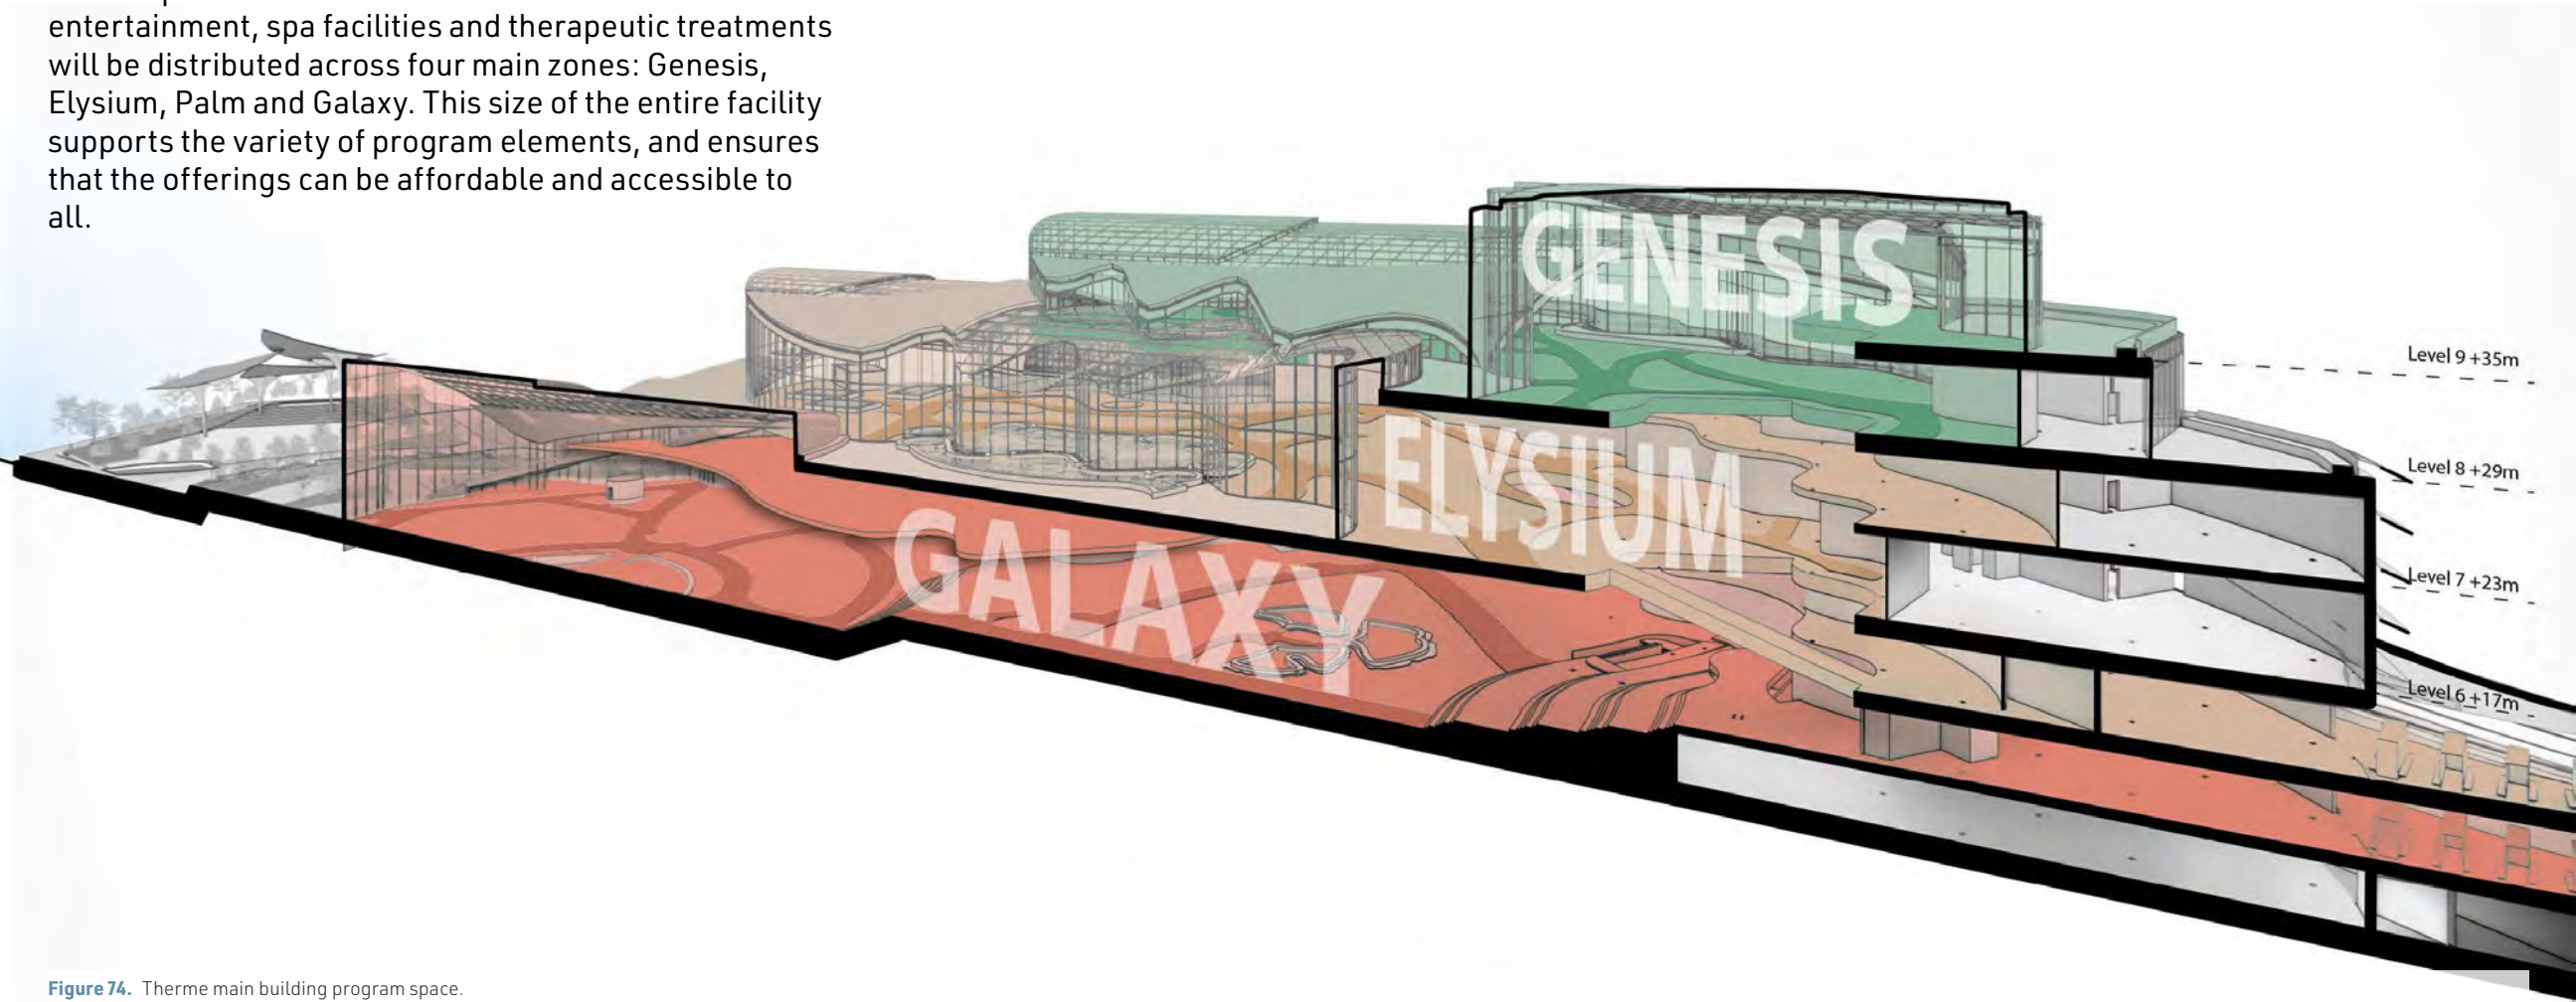 entertainment, spa facilities and therapeutic treatments
will be distributed across four main zones: Genesis,
Elysium, Palm and Galaxy. This size of the entire facility
supports the variety of program elements, and ensures
that the offerings can be affordable and accessible to
all.
GENESIS
ELYSIUM
GALAXY
Level 9 +35m
Level 8 +29m
Level 7 +23m
Level 6 +17m
Figure 74. Therme main building program space.